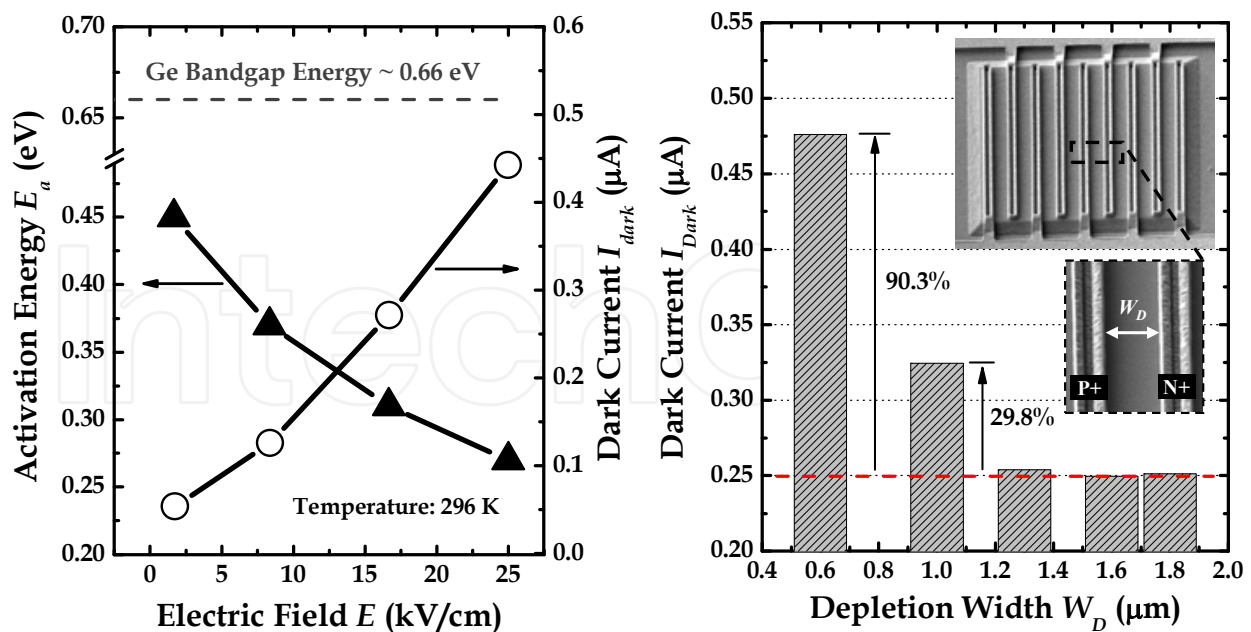 0.70
0.65
0.45
0.40
0.35
0.30
0.25
0.20
Activation Energy E_a (eV)
Ge Bandgap Energy ~ 0.66 eV
Temperature: 296 K
0 5 10 15 20 25
Electric Field E (kV/cm)
0.6
0.5
0.4
0.3
0.2
0.1
0.0
Dark Current I_dark (μA)
IntechO
0.55
0.50
0.45
0.40
0.35
0.30
0.25
0.20
Dark Current I_Dark (μA)
90.3%
29.8%
W_D
P+ N+
0.4 0.6 0.8 1.0 1.2 1.4 1.6 1.8 2.0
Depletion Width W_D (μm)